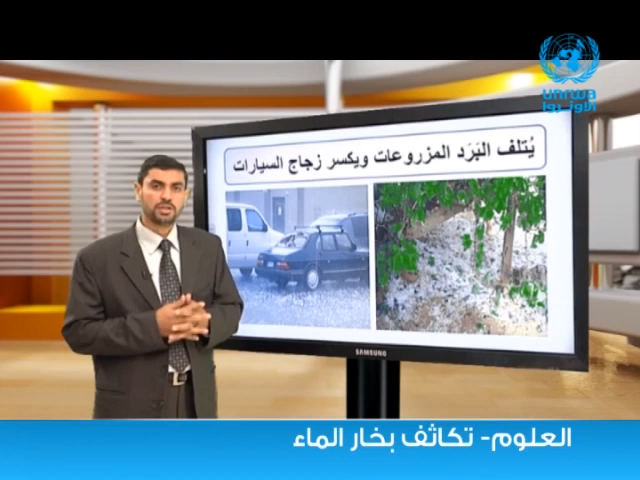 unrwa
الأونروا
يُتلف البَرَد المزروعات ويكسر زجاج السيارات
SAMSUNG
العلوم- تكاثف بخار الماء